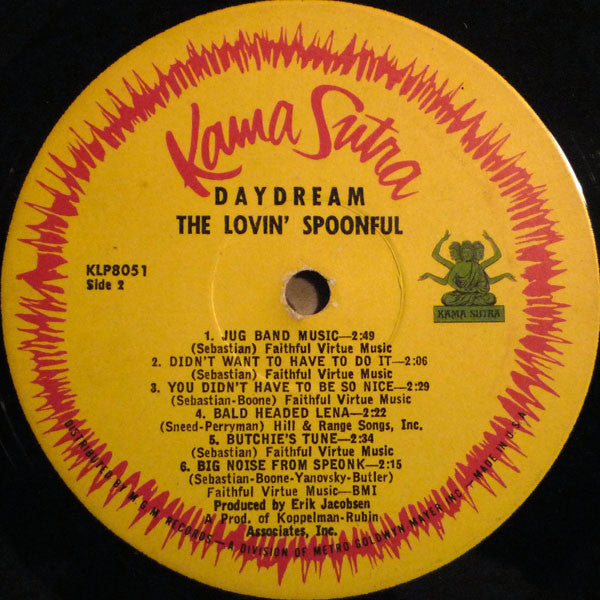 Kama Sutra
DAYDREAM
THE LOVIN' SPOONFUL
KLP8051
Side 2
KAMA SUTRA
1. JUG BAND MUSIC—2:49
(Sebastian) Faithful Virtue Music
2. DIDN'T WANT TO HAVE TO DO IT—2:06
(Sebastian) Faithful Virtue Music
3. YOU DIDN'T HAVE TO BE SO NICE—2:29
(Sebastian-Boone) Faithful Virtue Music
4. BALD HEADED LENA—2:22
(Sneed-Perryman) Hill & Range Songs, Inc.
5. BUTCHIE'S TUNE—2:34
(Sebastian) Faithful Virtue Music
6. BIG NOISE FROM SPEONK—2:15
(Sebastian-Boone-Yanovsky-Butler)
Faithful Virtue Music—BMI
Produced by Erik Jacobsen
A Prod. of Koppelman-Rubin
Associates, Inc.
DISTRIBUTED BY M G M RECORDS—A DIVISION OF METRO GOLDWYN MAYER INC.—MADE IN U.S.A.